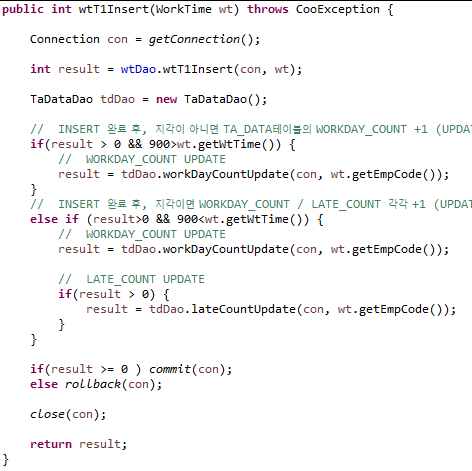 public int wtT1Insert(WorkTime wt) throws CooException {
Connection con = getConnection();
int result = wtDao.wtT1Insert(con, wt);
TaDataDao tdDao = new TaDataDao();
// INSERT 완료 후, 지각이 아니면 TA_DATA테이블의 WORKDAY_COUNT +1 (UPDA
if(result > 0 && 900>wt.getWtTime()) {
// WORKDAY_COUNT UPDATE
result = tdDao.workDayCountUpdate(con, wt.getEmpCode());
}
// INSERT 완료 후, 지각이면 WORKDAY_COUNT / LATE_COUNT 각각 +1 (UPDA
else if (result>0 && 900<wt.getWtTime()) {
// WORKDAY_COUNT UPDATE
result = tdDao.workDayCountUpdate(con, wt.getEmpCode());
// LATE_COUNT UPDATE
if(result > 0) {
result = tdDao.lateCountUpdate(con, wt.getEmpCode());
}
}
if(result >= 0 ) commit(con);
else rollback(con);
close(con);
return result;
}